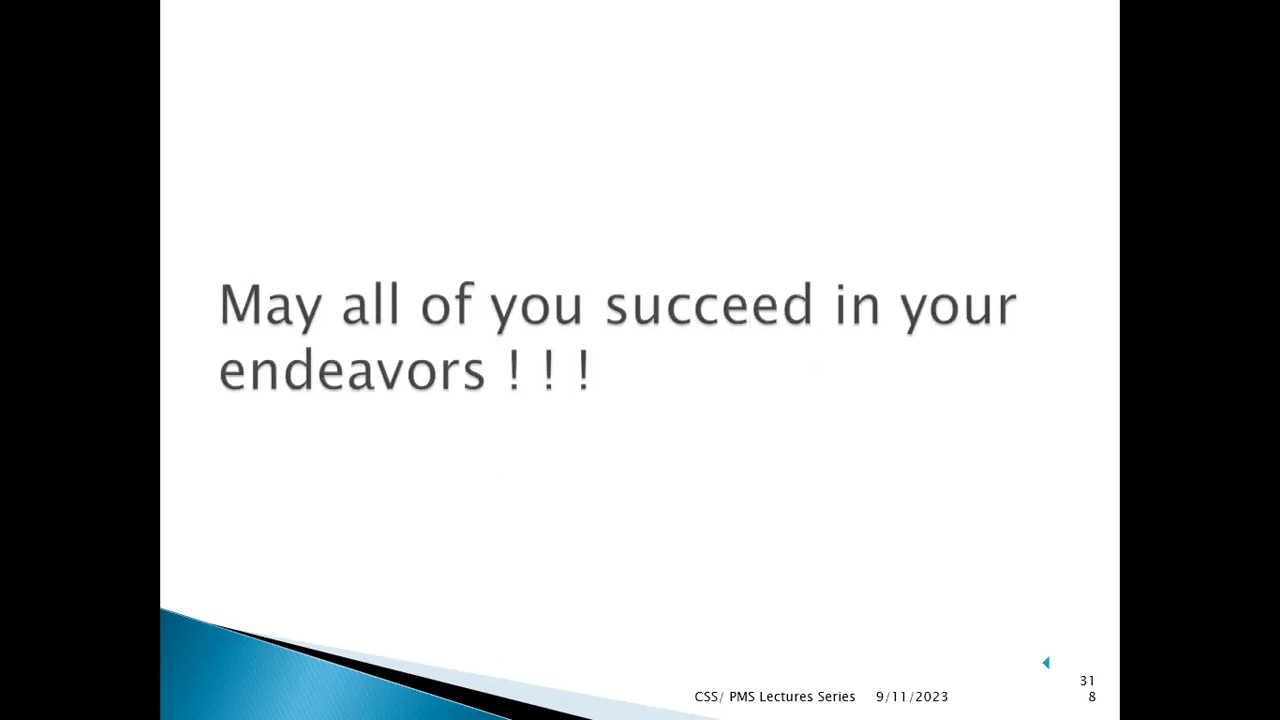 May all of you succeed in your
endeavors ! ! !
31
CSS/ PMS Lectures Series 9/11/2023 8